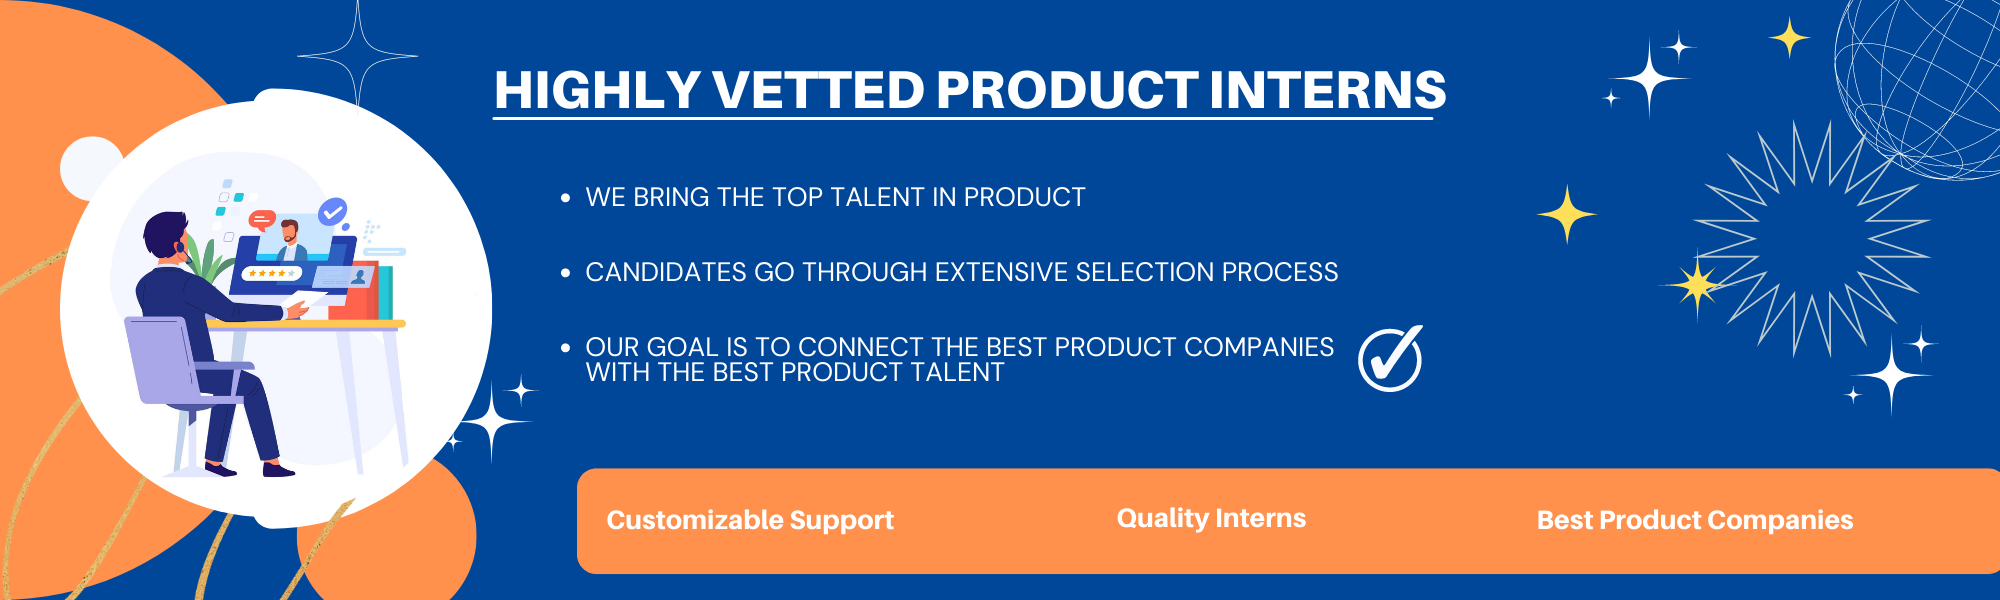 HIGHLY VETTED PRODUCT INTERNS
• WE BRING THE TOP TALENT IN PRODUCT
• CANDIDATES GO THROUGH EXTENSIVE SELECTION PROCESS
• OUR GOAL IS TO CONNECT THE BEST PRODUCT COMPANIES
WITH THE BEST PRODUCT TALENT
Customizable Support
Quality Interns
Best Product Companies